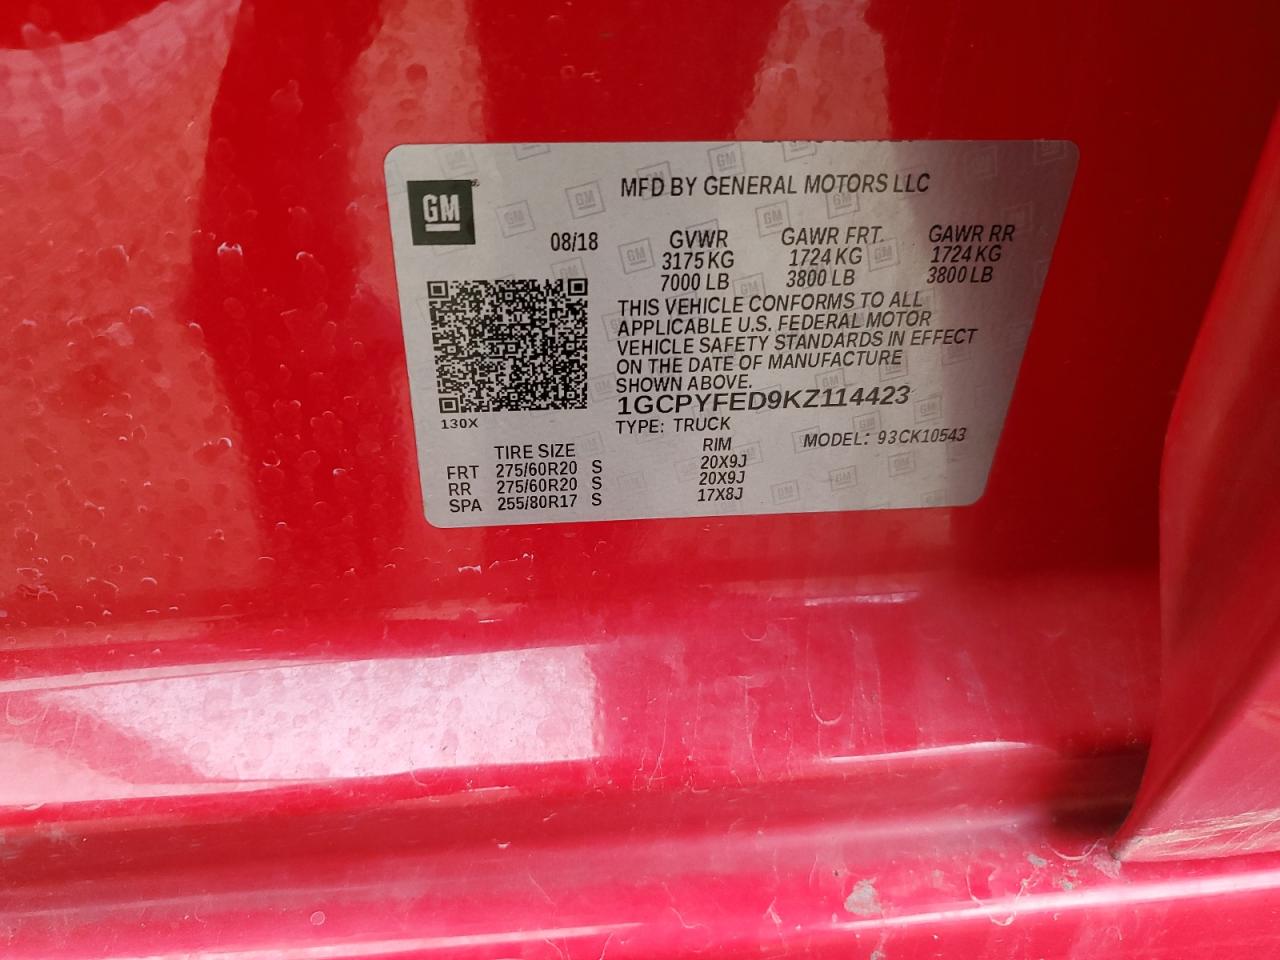 MFD BY GENERAL MOTORS LLC
GM
08/18 GVWR GAWR FRT. GAWR RR
3175 KG 1724 KG 1724 KG
7000 LB 3800 LB 3800 LB
THIS VEHICLE CONFORMS TO ALL
APPLICABLE U.S. FEDERAL MOTOR
VEHICLE SAFETY STANDARDS IN EFFECT
ON THE DATE OF MANUFACTURE
SHOWN ABOVE.
1GCPYFED9KZ114423
130X
TYPE: TRUCK MODEL: 93CK10543
TIRE SIZE RIM
FRT 275/60R20 S 20X9J
RR 275/60R20 S 20X9J
SPA 255/80R17 S 17X8J